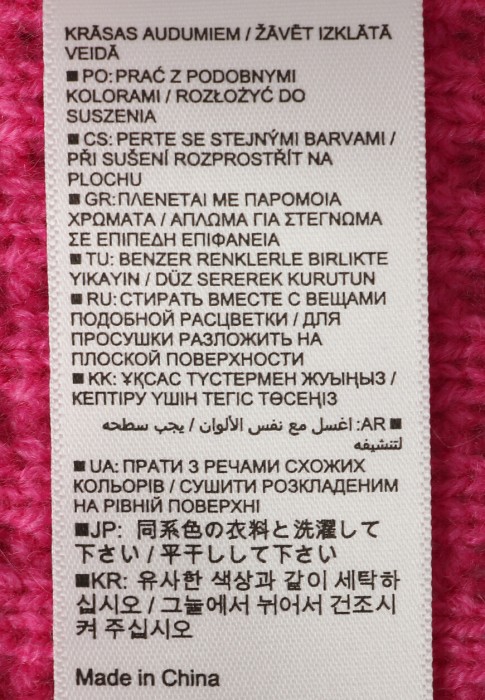 KRĀSAS AUDUMIEM / ŽĀVĒT IZKLĀTĀ
VEIDĀ
■ PO: PRAĆ Z PODOBNYMI
KOLORAMI / ROZŁOŻYĆ DO
SUSZENIA
■ CS: PERTE SE STEJNÝMI BARVAMI /
PŘI SUŠENÍ ROZPROSTŘÍT NA
PLOCHU
■ GR: ΠΛΕΝΕΤΑΙ ΜΕ ΠΑΡΟΜΟΙΑ
ΧΡΩΜΑΤΑ / ΑΠΛΩΜΑ ΓΙΑ ΣΤΕΓΝΩΜΑ
ΣΕ ΕΠΙΠΕΔΗ ΕΠΙΦΑΝΕΙΑ
■ TU: BENZER RENKLERLE BIRLIKTE
YIKAYIN / DÜZ SEREREK KURUTUN
■ RU: СТИРАТЬ ВМЕСТЕ С ВЕЩАМИ
ПОДОБНОЙ РАСЦВЕТКИ / ДЛЯ
ПРОСУШКИ РАЗЛОЖИТЬ НА
ПЛОСКОЙ ПОВЕРХНОСТИ
■ KK: ҰҚСАС ТҮСТЕРМЕН ЖУЫҢЫЗ /
КЕПТІРУ ҮШІН ТЕГІС ТӨСЕҢІЗ
■ AR: اغسل مع نفس الألوان / يجب سطحه
لتنشيفه
■ UA: ПРАТИ З РЕЧАМИ СХОЖИХ
КОЛЬОРІВ / СУШИТИ РОЗКЛАДЕНИМ
НА РІВНІЙ ПОВЕРХНІ
■JP: 同系色の衣料と洗濯して
下さい / 平干しして下さい
■KR: 유사한 색상과 같이 세탁하
십시오 / 그늘에서 뉘어서 건조시
켜 주십시오
Made in China